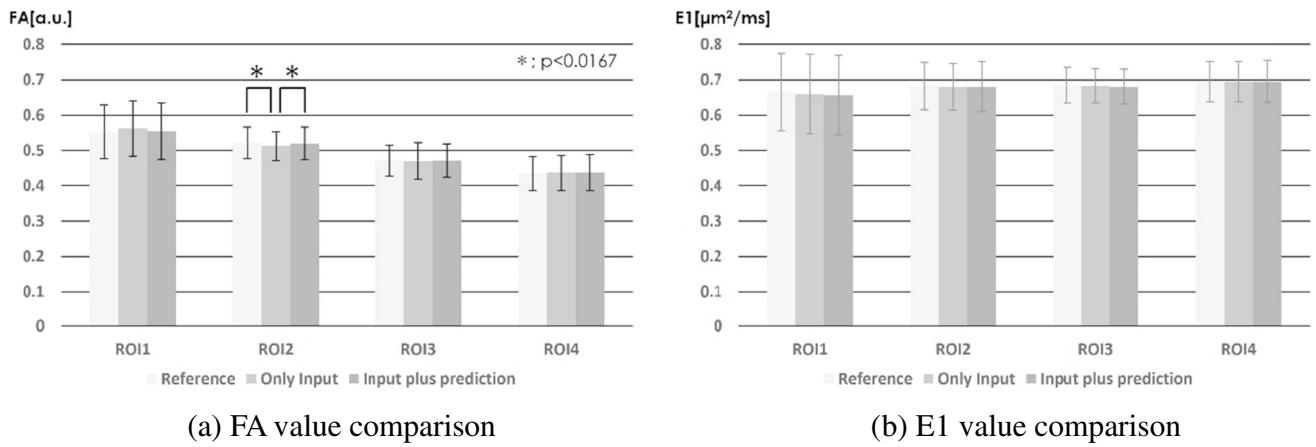 FA[a.u.]
0.8
0.7
0.6
0.5
0.4
0.3
0.2
0.1
0
* ; p<0.0167
* *
ROI1 ROI2 ROI3 ROI4
Reference Only Input Input plus prediction
(a) FA value comparison
E1[μm²/ms]
0.8
0.7
0.6
0.5
0.4
0.3
0.2
0.1
0
ROI1 ROI2 ROI3 ROI4
Reference Only Input Input plus prediction
(b) E1 value comparison